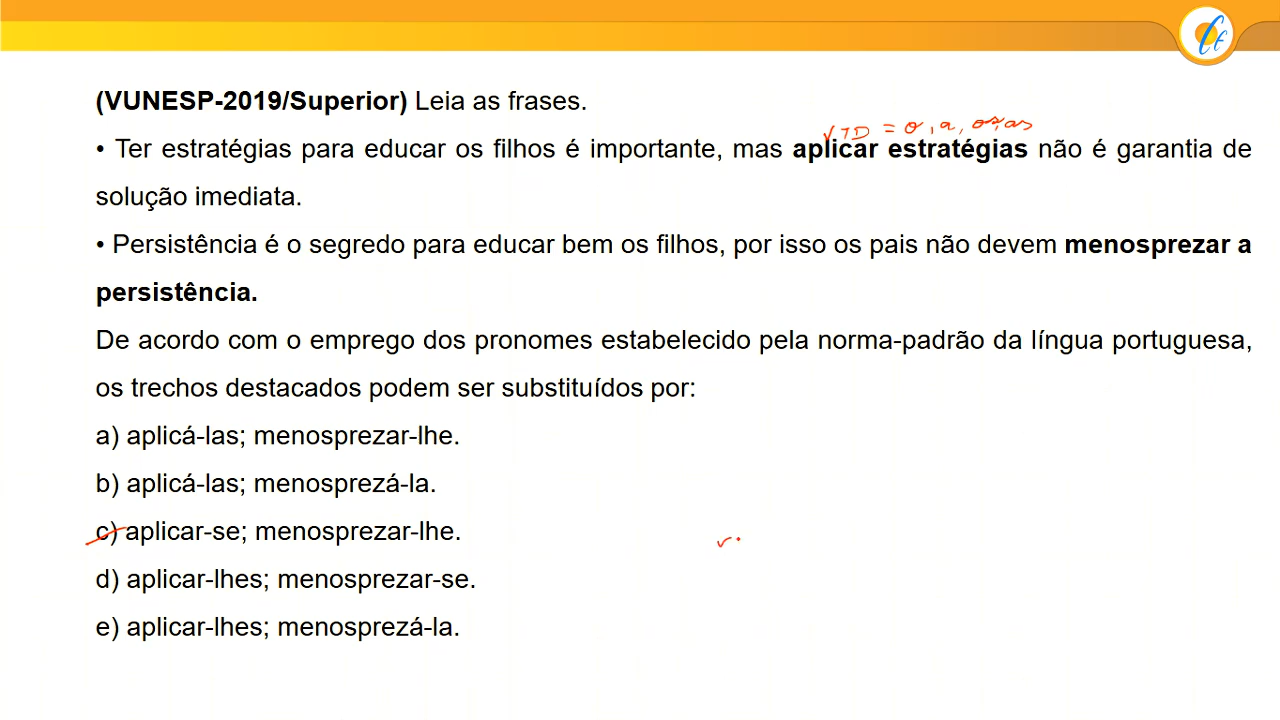 (VUNESP-2019/Superior) Leia as frases.
VTD = o, a, os, as
• Ter estratégias para educar os filhos é importante, mas aplicar estratégias não é garantia de
solução imediata.
• Persistência é o segredo para educar bem os filhos, por isso os pais não devem menosprezar a
persistência.
De acordo com o emprego dos pronomes estabelecido pela norma-padrão da língua portuguesa,
os trechos destacados podem ser substituídos por:
a) aplicá-las; menosprezar-lhe.
b) aplicá-las; menosprezá-la.
c) aplicar-se; menosprezar-lhe.
d) aplicar-lhes; menosprezar-se.
e) aplicar-lhes; menosprezá-la.